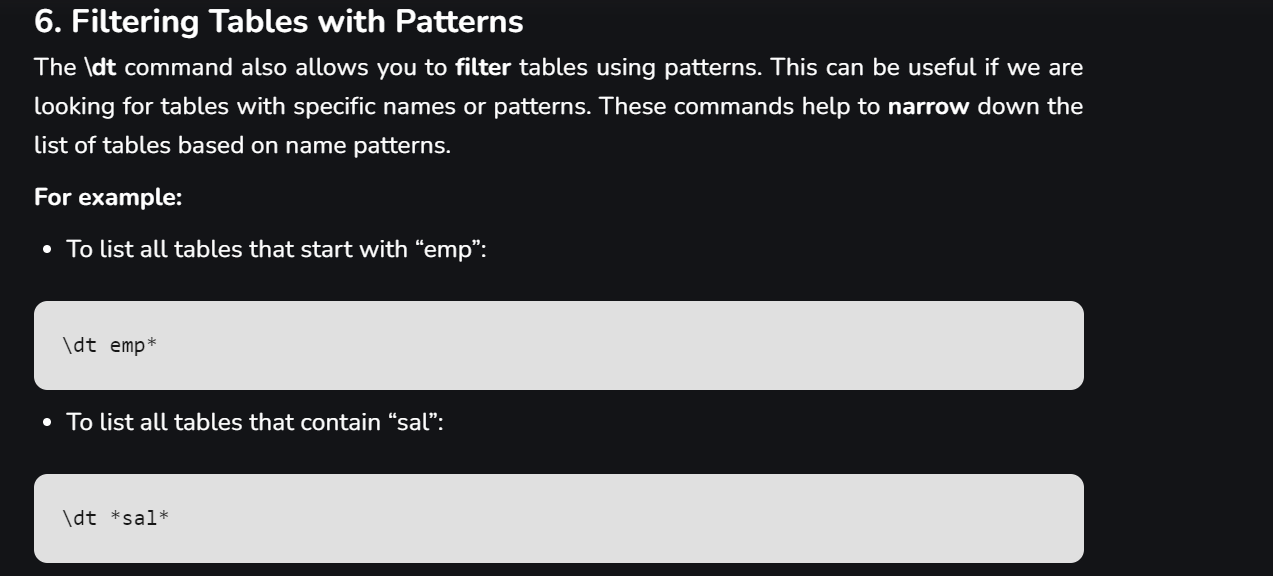 6. Filtering Tables with Patterns
The \dt command also allows you to filter tables using patterns. This can be useful if we are
looking for tables with specific names or patterns. These commands help to narrow down the
list of tables based on name patterns.
For example:
• To list all tables that start with “emp”:
\dt emp*
• To list all tables that contain “sal”:
\dt *sal*